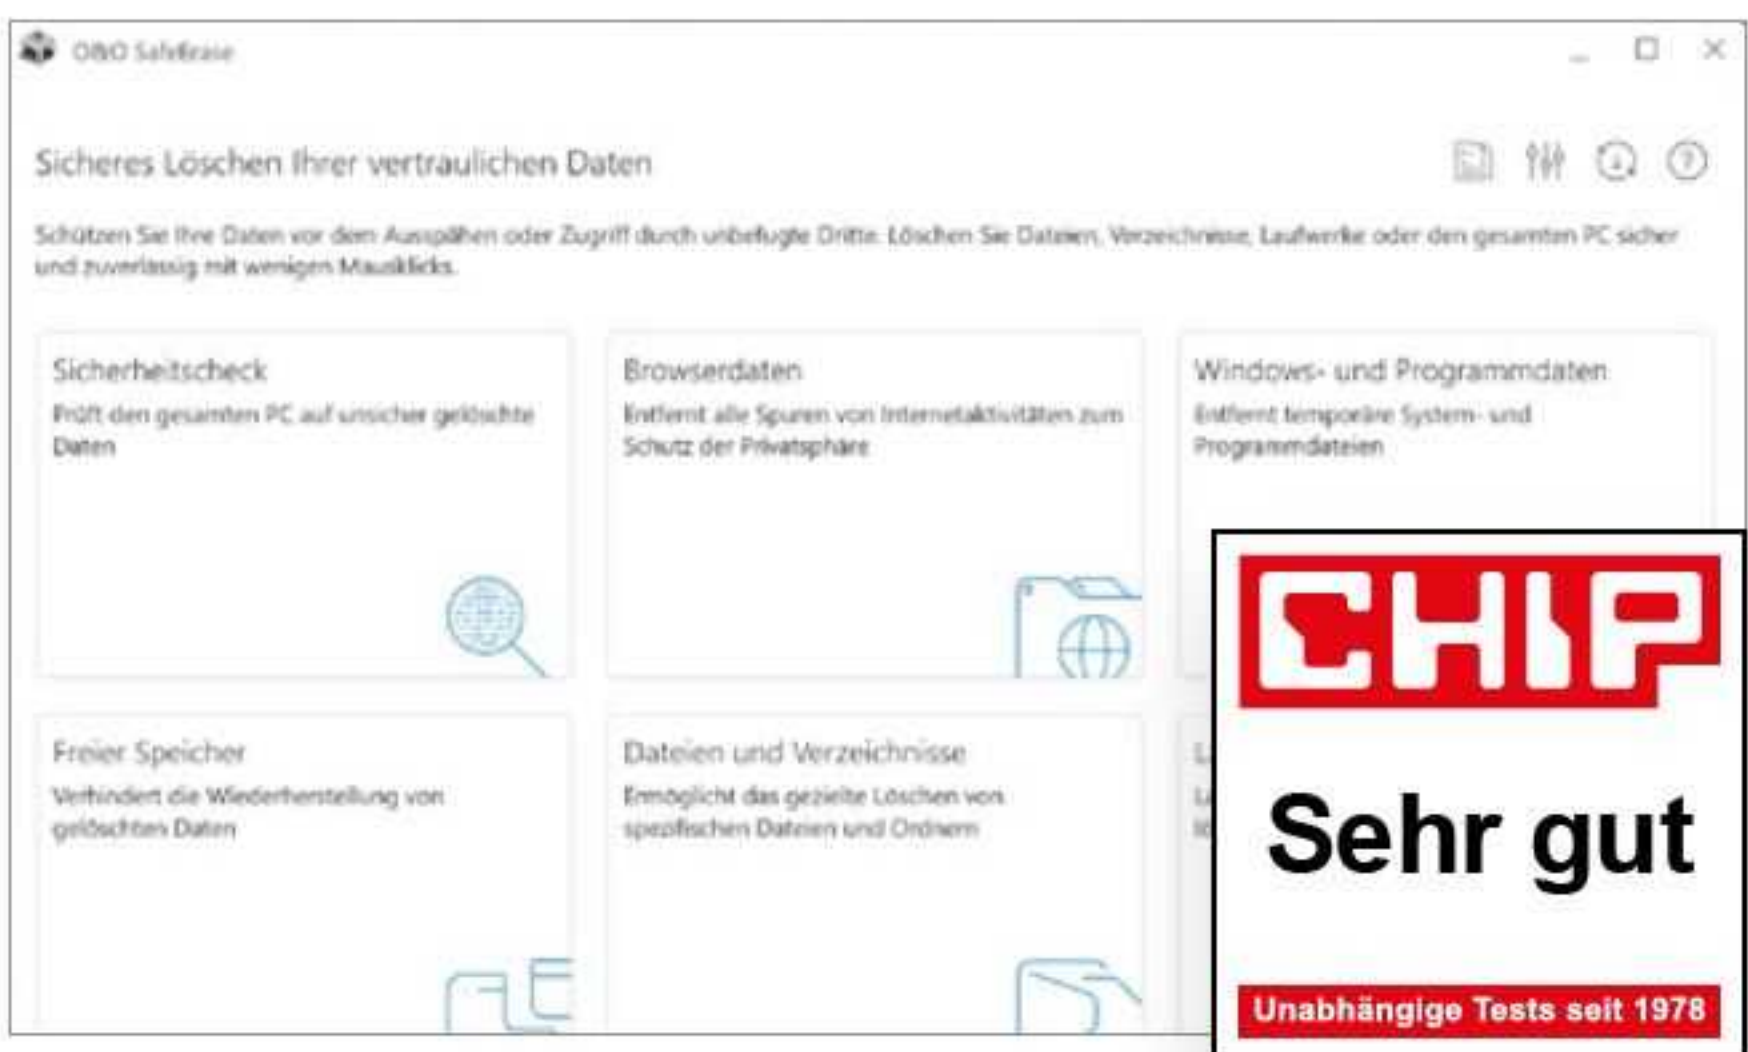 O&O SafeErase
Sicheres Löschen Ihrer vertraulichen Daten
Schützen Sie Ihre Daten vor dem Ausspähen oder Zugriff durch unbefugte Dritte. Löschen Sie Dateien, Verzeichnisse, Laufwerke oder den gesamten PC sicher
und zuverlässig mit wenigen Mausklicks.
Sicherheitscheck
Prüft den gesamten PC auf unsicher gelöschte
Daten
Browserdaten
Entfernt alle Spuren von Internetaktivitäten zum
Schutz der Privatsphäre
Windows- und Programmdaten
Entfernt temporäre System- und
Programmdateien
Freier Speicher
Verhindert die Wiederherstellung von
gelöschten Daten
Dateien und Verzeichnisse
Ermöglicht das gezielte Löschen von
spezifischen Dateien und Ordnern
CHIP
Sehr gut
Unabhängige Tests seit 1978